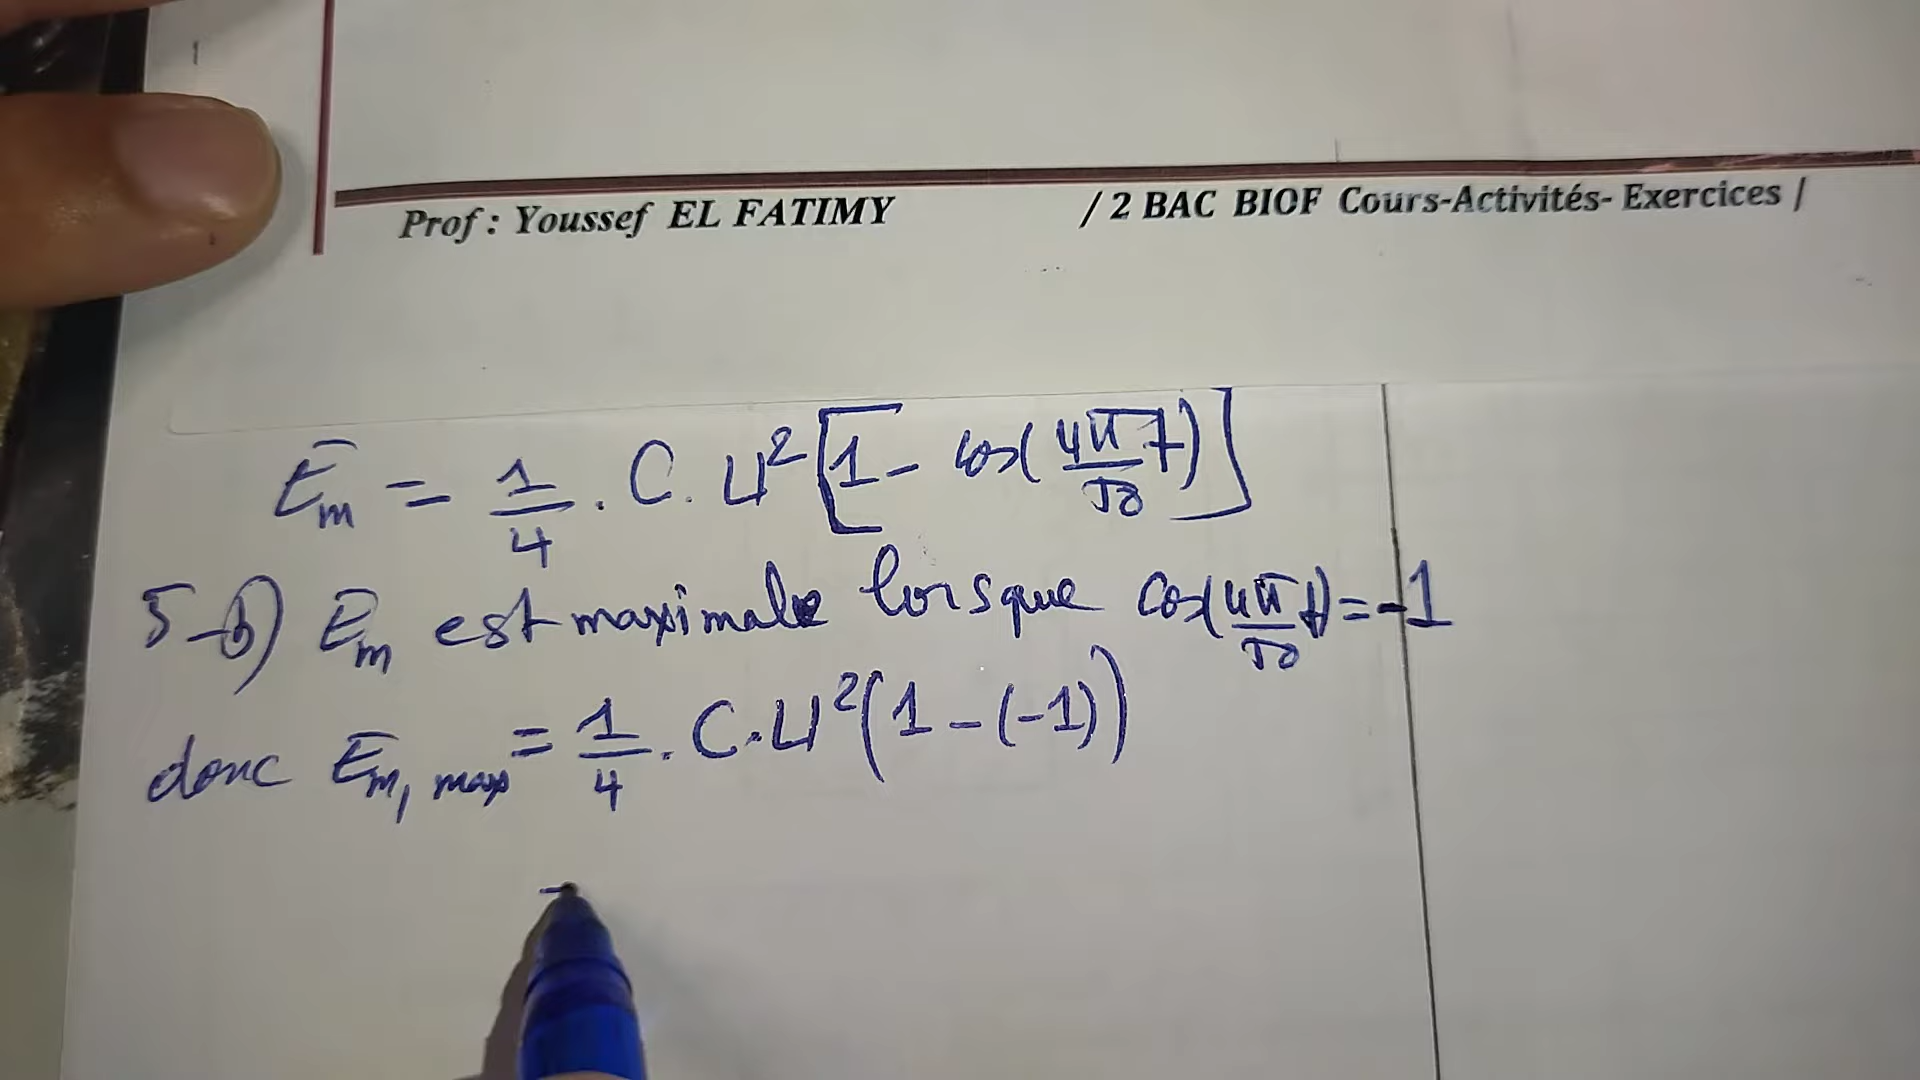 Prof : Youssef EL FATIMY / 2 BAC BIOF Cours-Activités- Exercices /
Em = 1/4 . C. U² [1 - cos(4π/T0 t)]
5-b) Em est maximale lorsque cos(4π/T0 t) = -1
donc Em, max = 1/4 . C.U² (1 - (-1))